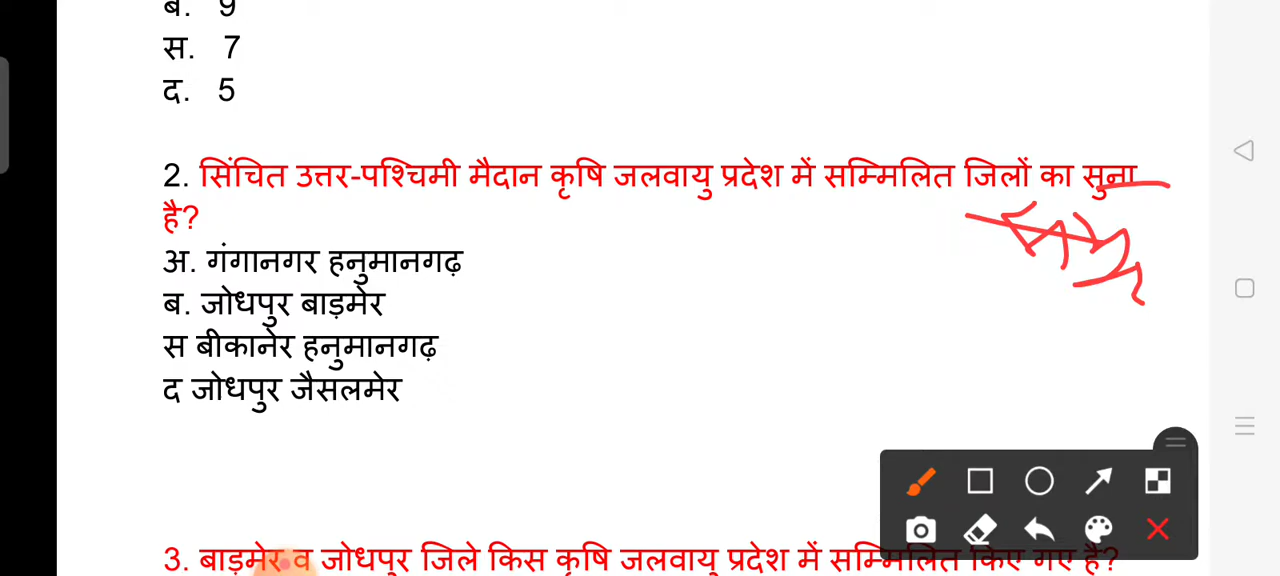 ब. 9
स. 7
द. 5
2. सिंचित उत्तर-पश्चिमी मैदान कृषि जलवायु प्रदेश में सम्मिलित जिलों का सुना
है?
अ. गंगानगर हनुमानगढ़
ब. जोधपुर बाड़मेर
स बीकानेर हनुमानगढ़
द जोधपुर जैसलमेर
3. बाड़मेर व जोधपुर जिले किस कृषि जलवायु प्रदेश में सम्मिलित किए गए है?